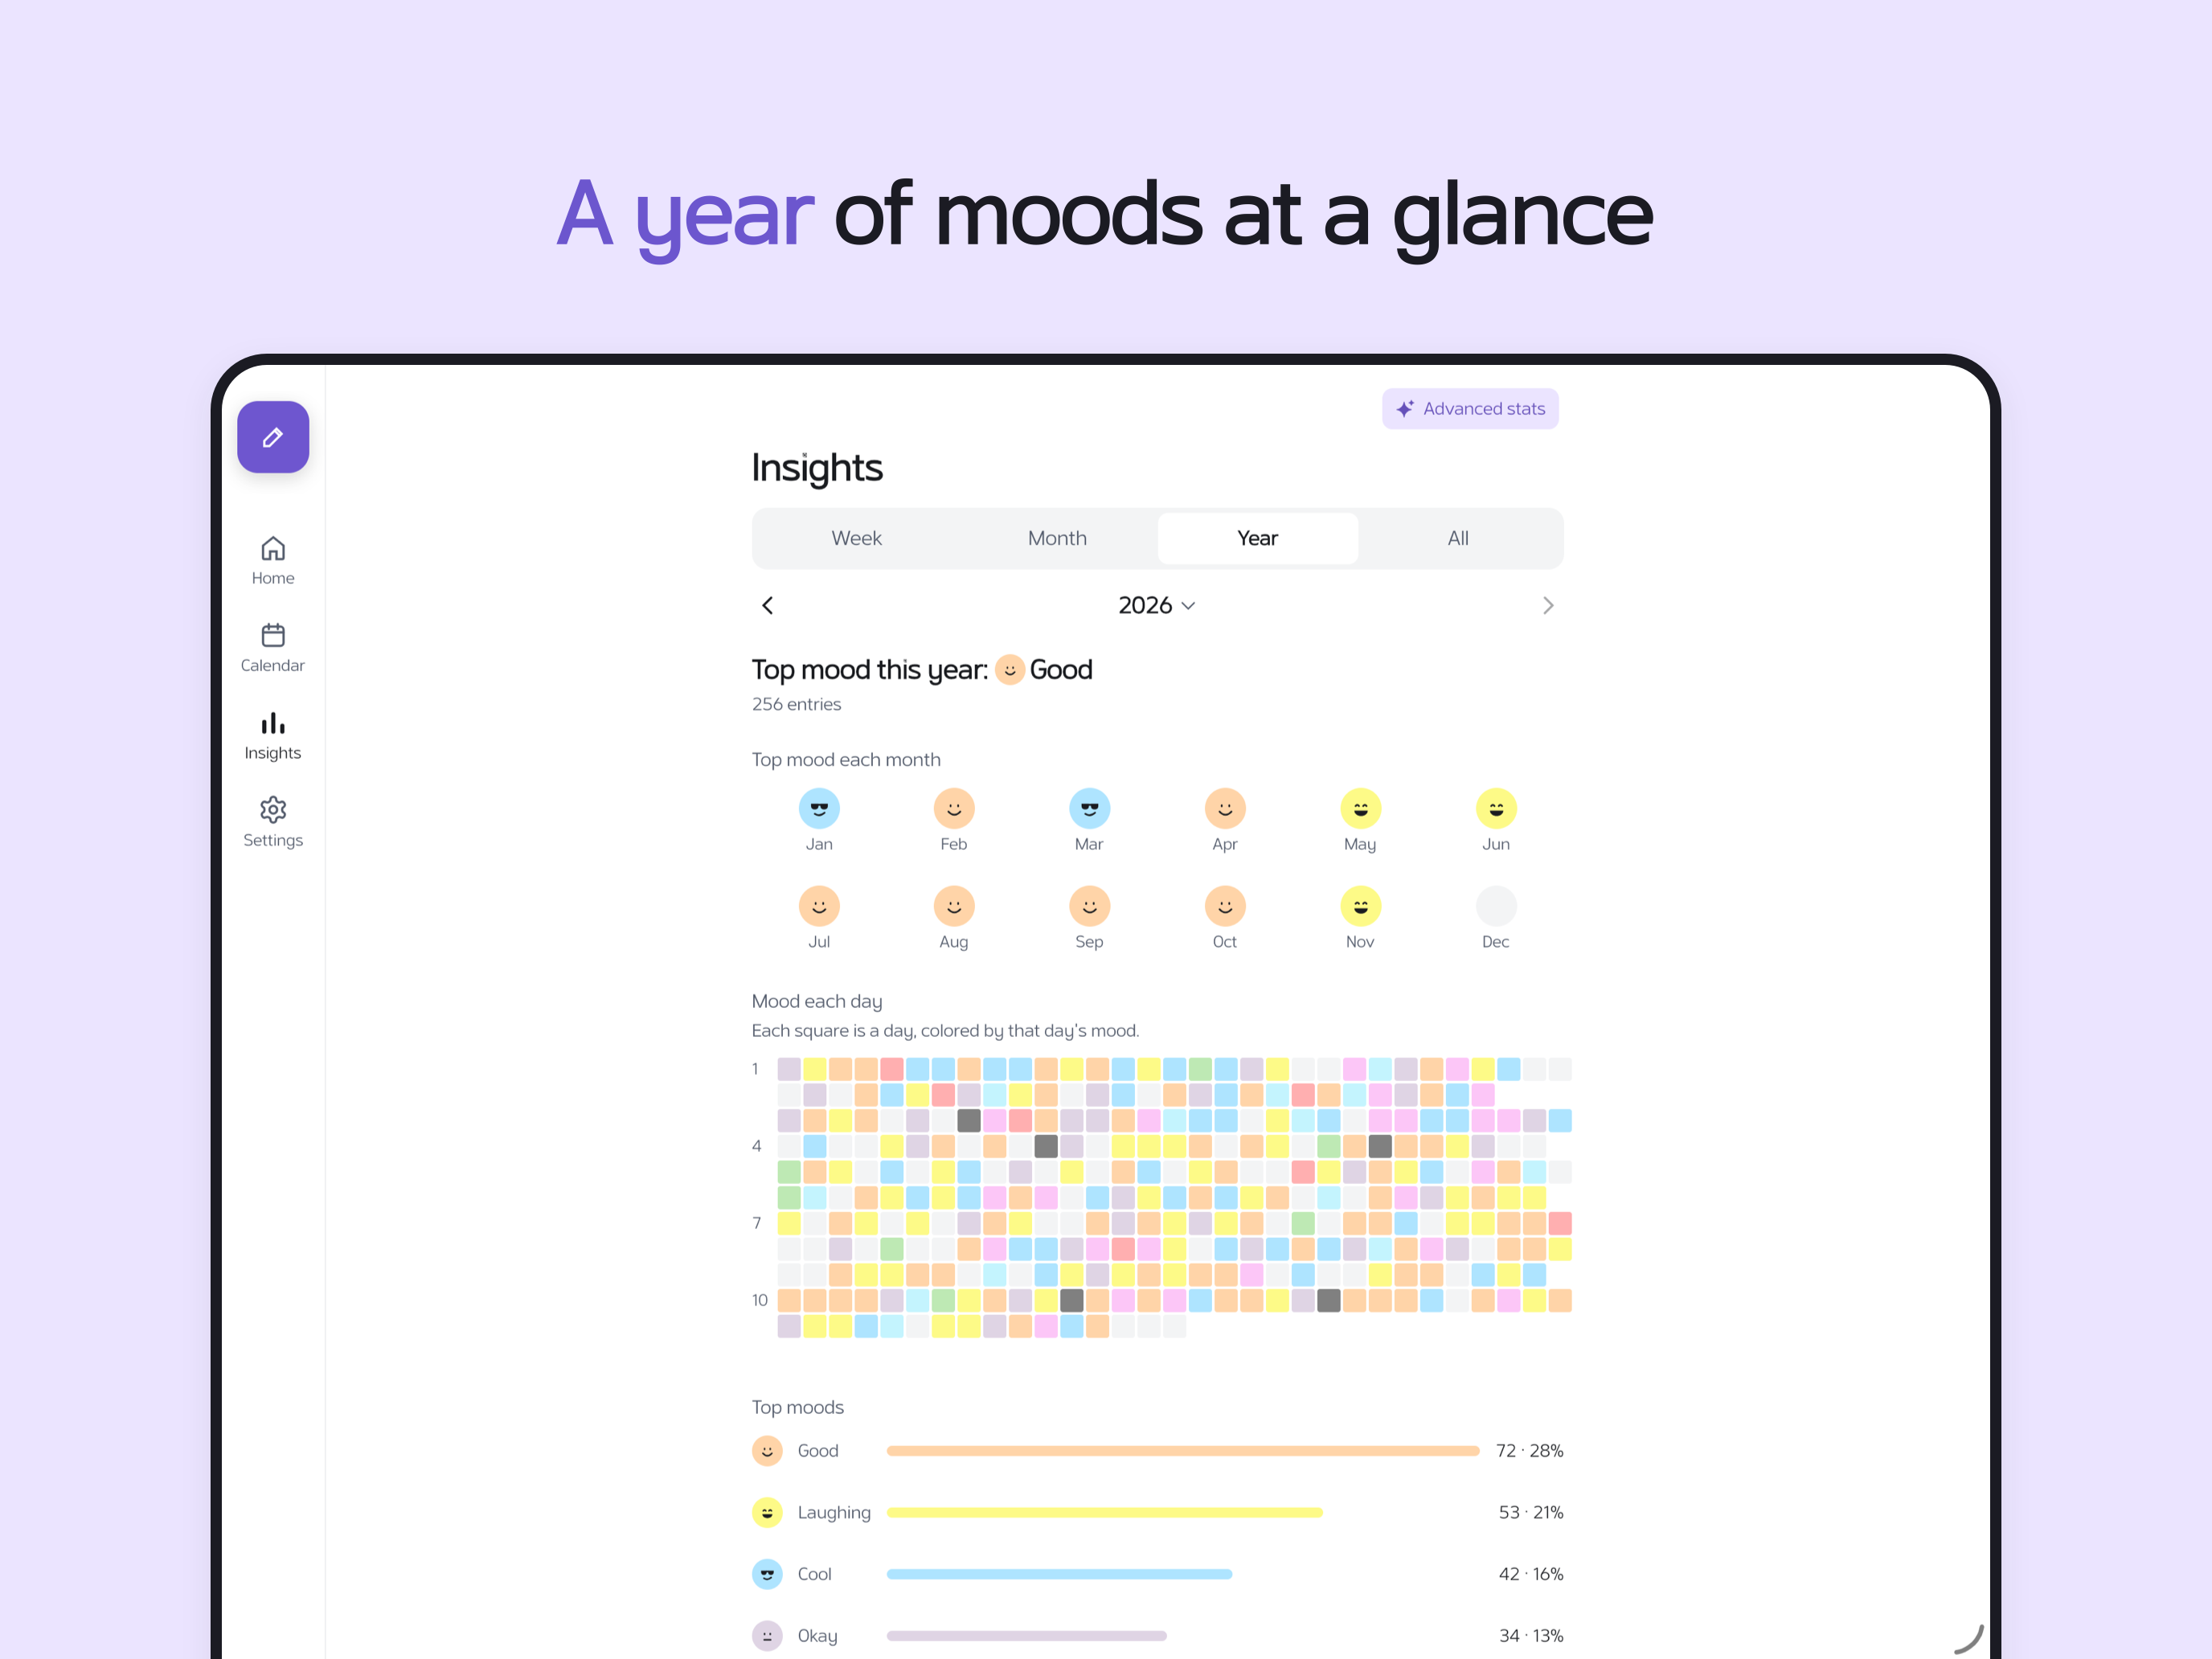 A year of moods at a glance
Advanced stats
Insights
Week Month Year All
2026
Home
Calendar
Insights
Settings
Top mood this year: Good
256 entries
Top mood each month
Jan Feb Mar Apr May Jun
Jul Aug Sep Oct Nov Dec
Mood each day
Each square is a day, colored by that day's mood.
1
4
7
10
Top moods
Good 72 · 28%
Laughing 53 · 21%
Cool 42 · 16%
Okay 34 · 13%